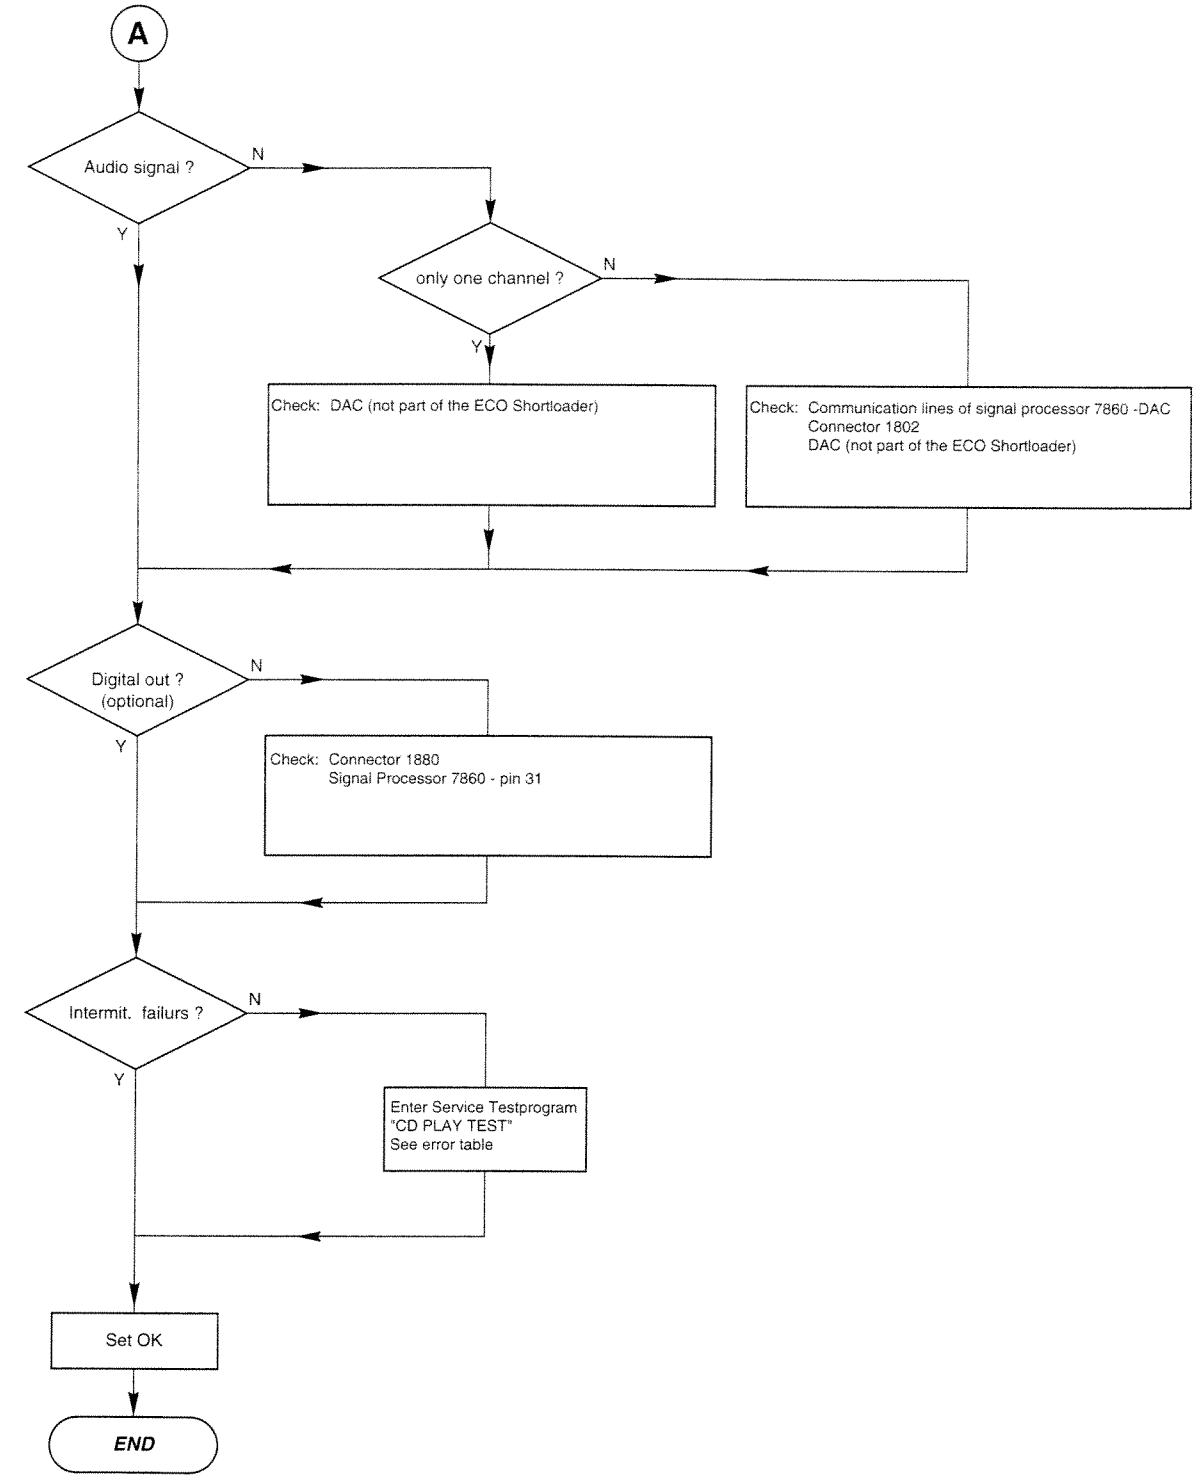 A
Audio signal ?
N
Y
only one channel ?
N
Y
Check: DAC (not part of the ECO Shortloader)
Check: Communication lines of signal processor 7860 -DAC
Connector 1802
DAC (not part of the ECO Shortloader)
Digital out ?
(optional)
N
Y
Check: Connector 1880
Signal Processor 7860 - pin 31
Intermit. failurs ?
N
Y
Enter Service Testprogram
"CD PLAY TEST"
See error table
Set OK
END